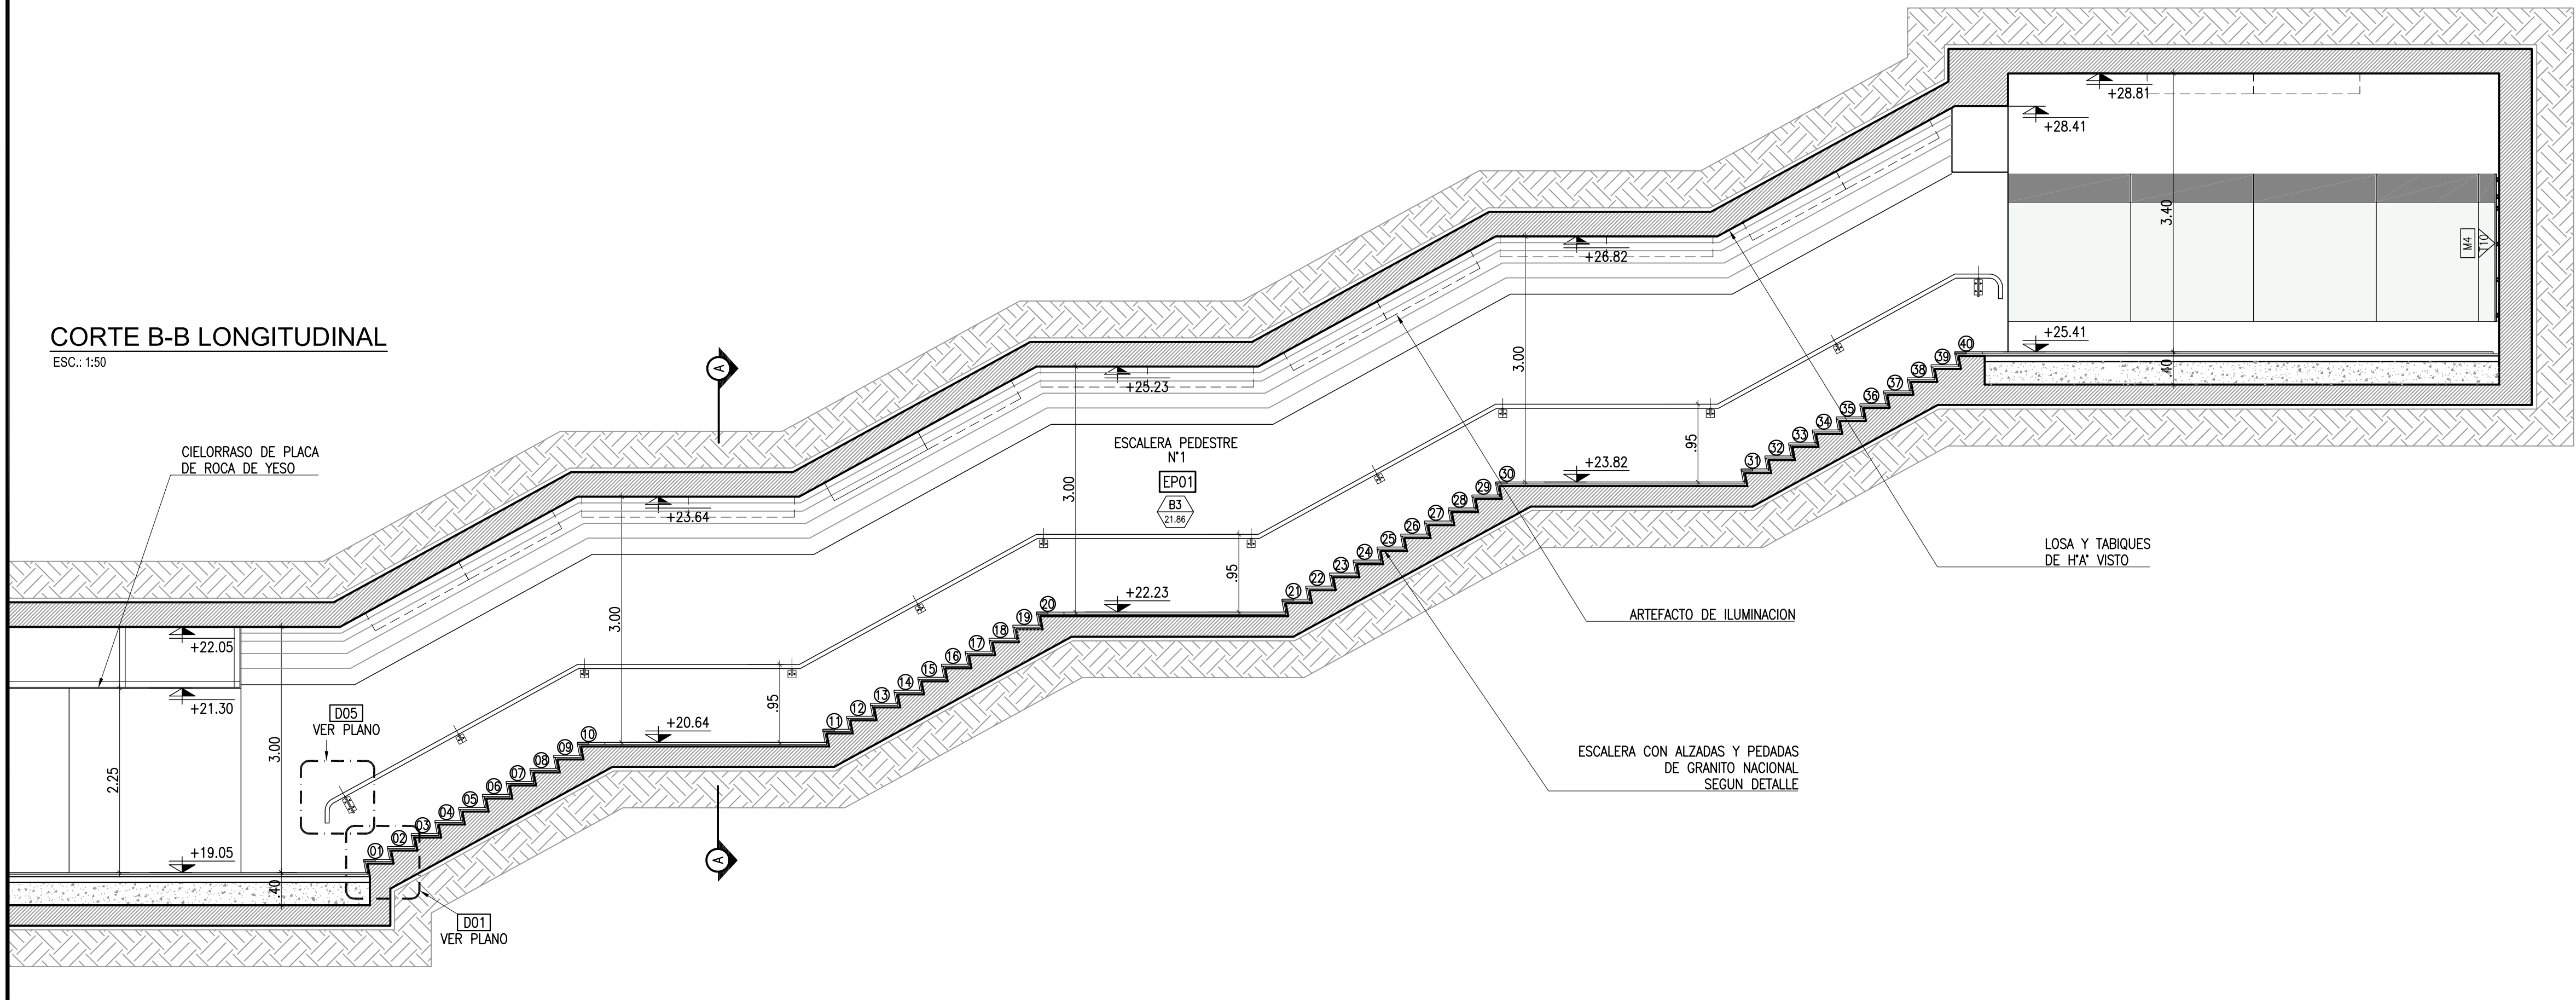 CORTE B-B LONGITUDINAL
ESC.: 1:50
CIELORRASO DE PLACA
DE ROCA DE YESO
+22.05
+21.30
+19.05
2.25
3.00
.40
D05
VER PLANO
D01
VER PLANO
A
A
01
02
03
04
05
06
07
08
09
10
+23.64
3.00
+20.64
.95
11
12
13
14
15
16
17
18
19
20
+25.23
3.00
+22.23
.95
ESCALERA PEDESTRE
N°1
EP01
B3
21.86
21
22
23
24
25
26
27
28
29
30
+26.82
3.00
+23.82
.95
31
32
33
34
35
36
37
38
39
40
+28.81
+28.41
3.40
+25.41
.40
M4
T10
LOSA Y TABIQUES
DE H°A° VISTO
ARTEFACTO DE ILUMINACION
ESCALERA CON ALZADAS Y PEDADAS
DE GRANITO NACIONAL
SEGUN DETALLE